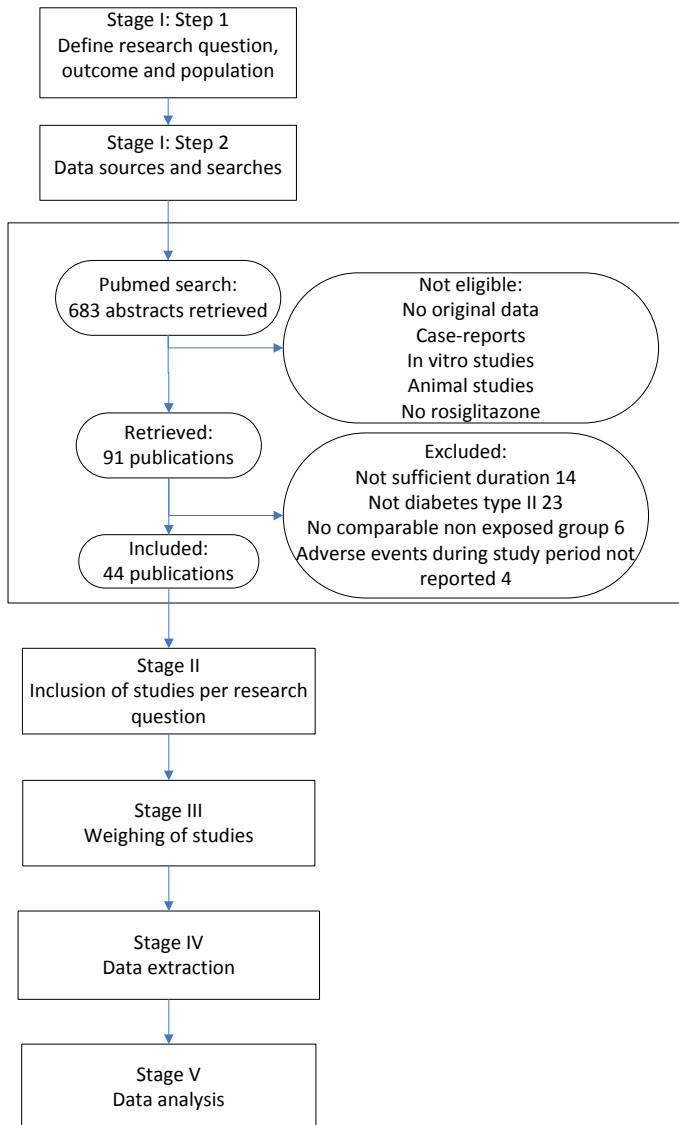 Stage I: Step 1
Define research question,
outcome and population
Stage I: Step 2
Data sources and searches
Pubmed search:
683 abstracts retrieved
Not eligible:
No original data
Case-reports
In vitro studies
Animal studies
No rosiglitazone
Retrieved:
91 publications
Excluded:
Not sufficient duration 14
Not diabetes type II 23
No comparable non exposed group 6
Adverse events during study period not
reported 4
Included:
44 publications
Stage II
Inclusion of studies per research
question
Stage III
Weighing of studies
Stage IV
Data extraction
Stage V
Data analysis